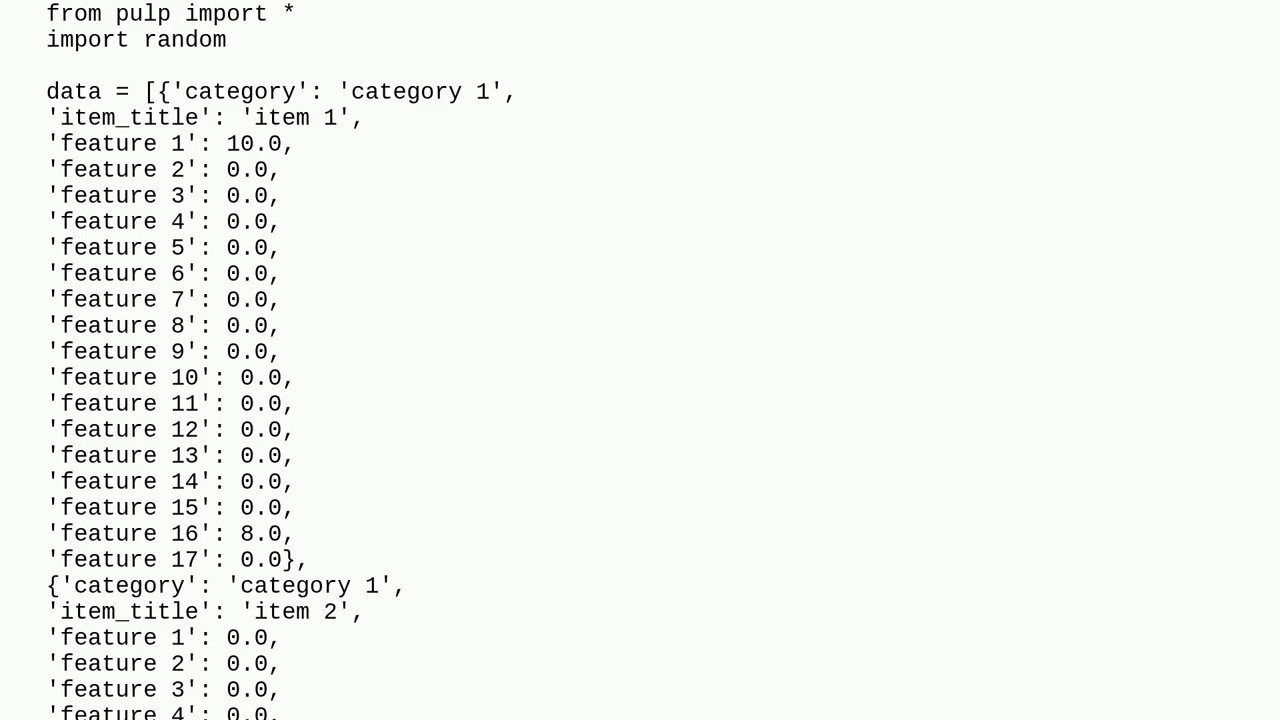 from pulp import *
import random

data = [{'category': 'category 1',
'item_title': 'item 1',
'feature 1': 10.0,
'feature 2': 0.0,
'feature 3': 0.0,
'feature 4': 0.0,
'feature 5': 0.0,
'feature 6': 0.0,
'feature 7': 0.0,
'feature 8': 0.0,
'feature 9': 0.0,
'feature 10': 0.0,
'feature 11': 0.0,
'feature 12': 0.0,
'feature 13': 0.0,
'feature 14': 0.0,
'feature 15': 0.0,
'feature 16': 8.0,
'feature 17': 0.0},
{'category': 'category 1',
'item_title': 'item 2',
'feature 1': 0.0,
'feature 2': 0.0,
'feature 3': 0.0,
'feature 4': 0.0,